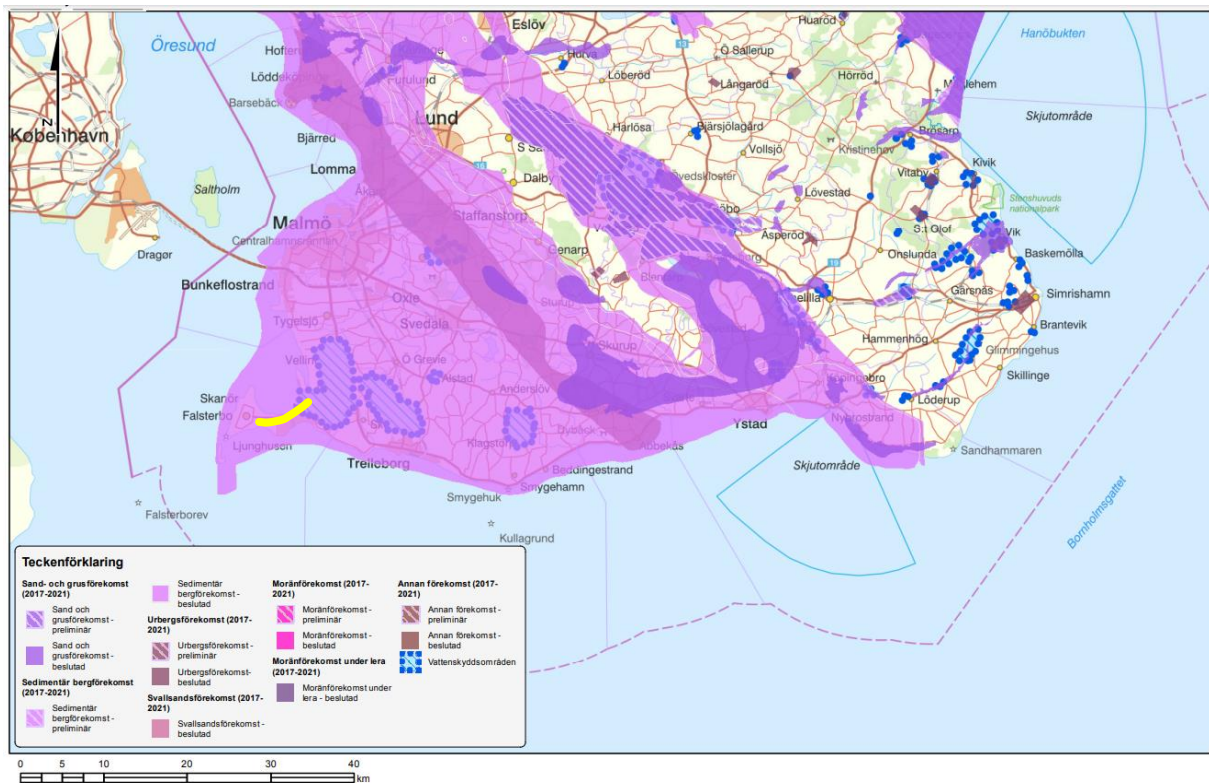 Eslöv
Huaröd
Hanöbukten
Öresund
Löddeköpinge
Furulund
Löberöd
Ö Sallerup
Långaröd
Hörröd
Barsebäck
København
Lund
Harlösa
Bjärsjölagård
Brösarp
Skjutområde
Bjärred
Kristinehov
Vollsjö
Kivik
Lomma
Saltholm
Dalby
Vitaby
Stenshuvuds
nationalpark
Lövestad
Staffanstorp
Malmö
S:t Olof
Vik
Äsperöd
Genarp
Dragør
Onslunda
Baskemölla
Bunkeflostrand
Oxie
Sturup
Gärsnäs
Simrishamn
Tygelsjö
Svedala
Skurup
Hammenhög
Brantevik
Ö Grevie
Glimmingehus
Alstad
Skillinge
Skanör
Anderslöv
Löderup
Falsterbo
Ystad
Nybrostrand
Ljunghusen
Dybäck
Abbekås
Sandhammaren
Trelleborg
Beddingestrand
Skjutområde
Smygehuk
Smygehamn
Falsterborev
Kullagrund
Bornholmsgattet
Teckenförklaring
Sand- och grusförekomst
(2017-2021)
Sand och
grusförekomst -
preliminär
Sand och
grusförekomst -
beslutad
Sedimentär bergförekomst
(2017-2021)
Sedimentär
bergförekomst -
preliminär
Sedimentär
bergförekomst -
beslutad
Urbergsförekomst (2017-
2021)
Urbergsförekomst -
preliminär
Urbergsförekomst-
beslutad
Svallsandsförekomst (2017-
2021)
Svallsandsförekomst -
beslutad
Moränförekomst (2017-
2021)
Moränförekomst -
preliminär
Moränförekomst -
beslutad
Moränförekomst under lera
(2017-2021)
Moränförekomst under
lera - beslutad
Annan förekomst (2017-
2021)
Annan förekomst -
preliminär
Annan förekomst -
beslutad
Vattenskyddsområden
0 5 10 20 30 40
km